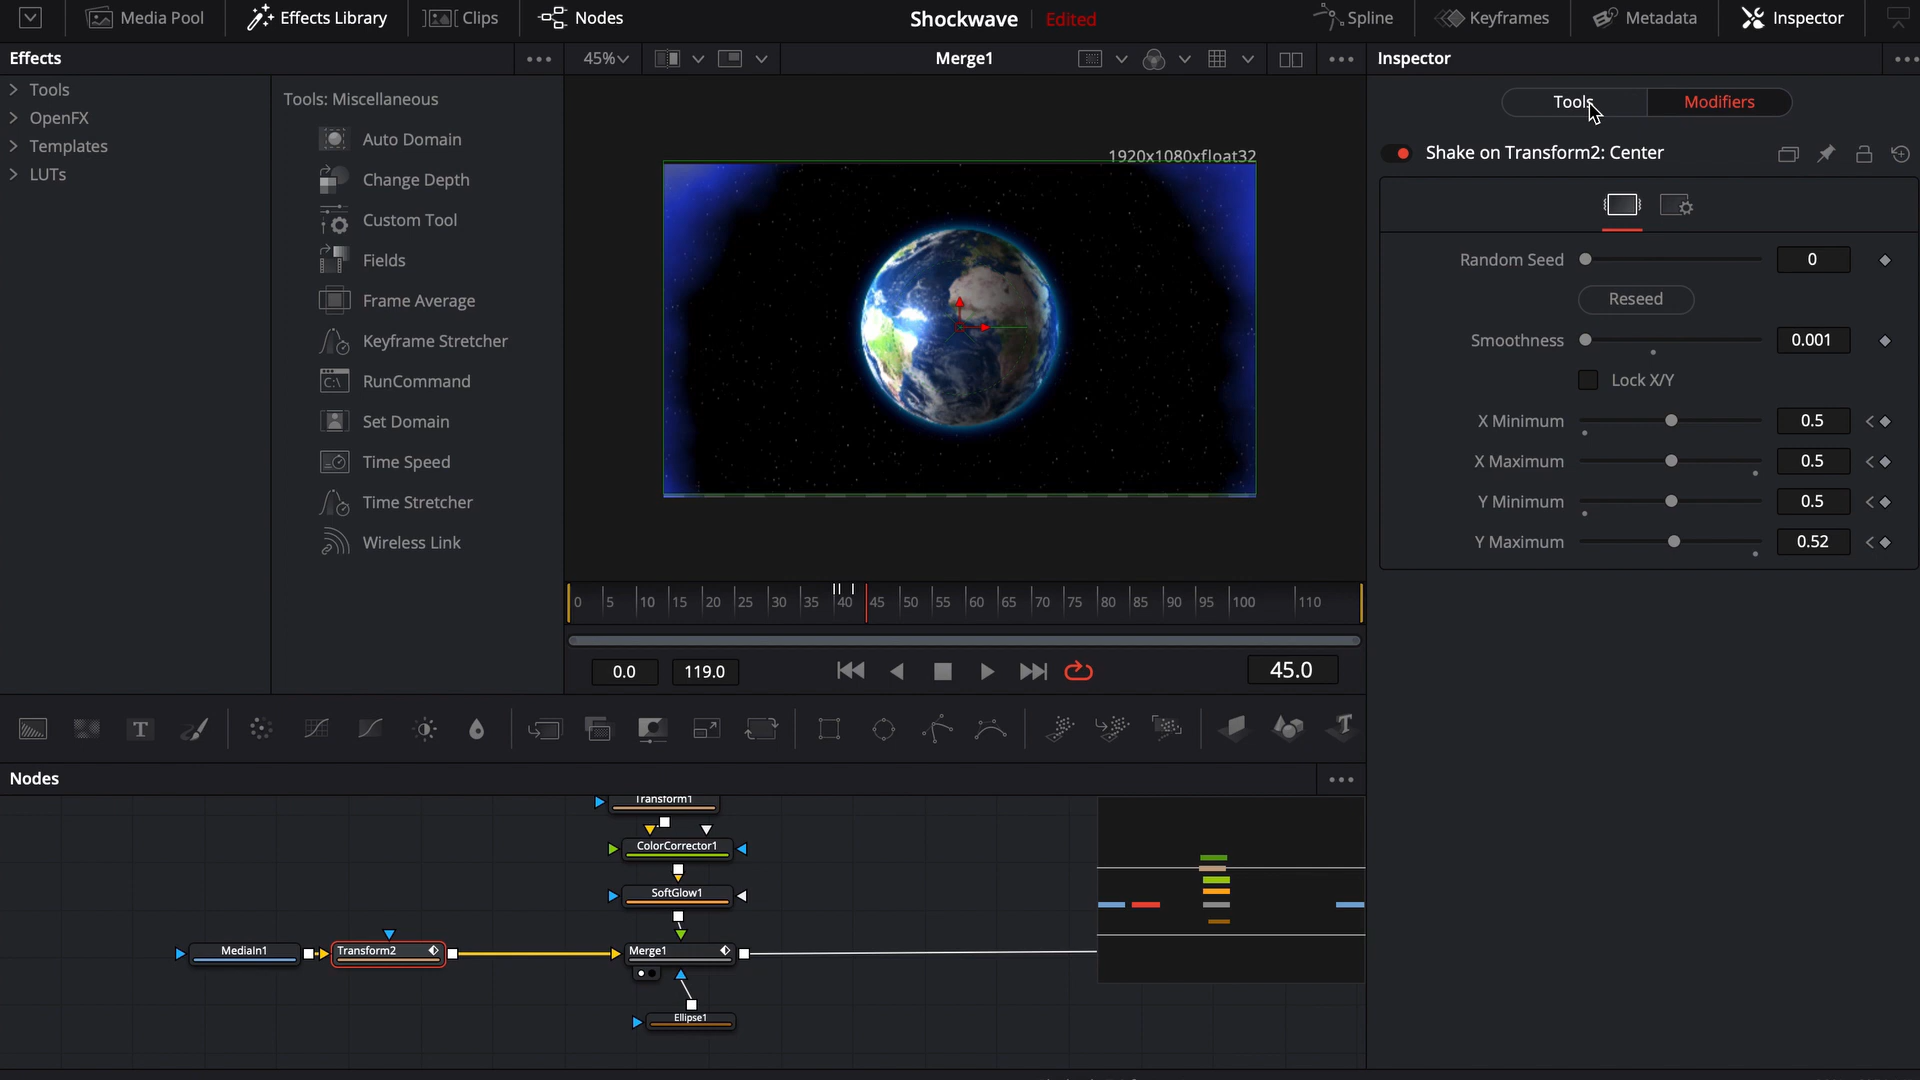 Media Pool
Effects Library
Clips
Nodes
Shockwave
Edited
Spline
Keyframes
Metadata
Inspector
Effects
45%
Merge1
Inspector
Tools
OpenFX
Templates
LUTs
Tools: Miscellaneous
Auto Domain
Change Depth
Custom Tool
Fields
Frame Average
Keyframe Stretcher
RunCommand
Set Domain
Time Speed
Time Stretcher
Wireless Link
1920x1080xfloat32
Tools
Modifiers
Shake on Transform2: Center
Random Seed 0
Reseed
Smoothness 0.001
Lock X/Y
X Minimum 0.5
X Maximum 0.5
Y Minimum 0.5
Y Maximum 0.52
0 5 10 15 20 25 30 35 40 45 50 55 60 65 70 75 80 85 90 95 100 110
0.0
119.0
45.0
Nodes
Transform1
ColorCorrector1
SoftGlow1
MediaIn1
Transform2
Merge1
Ellipse1